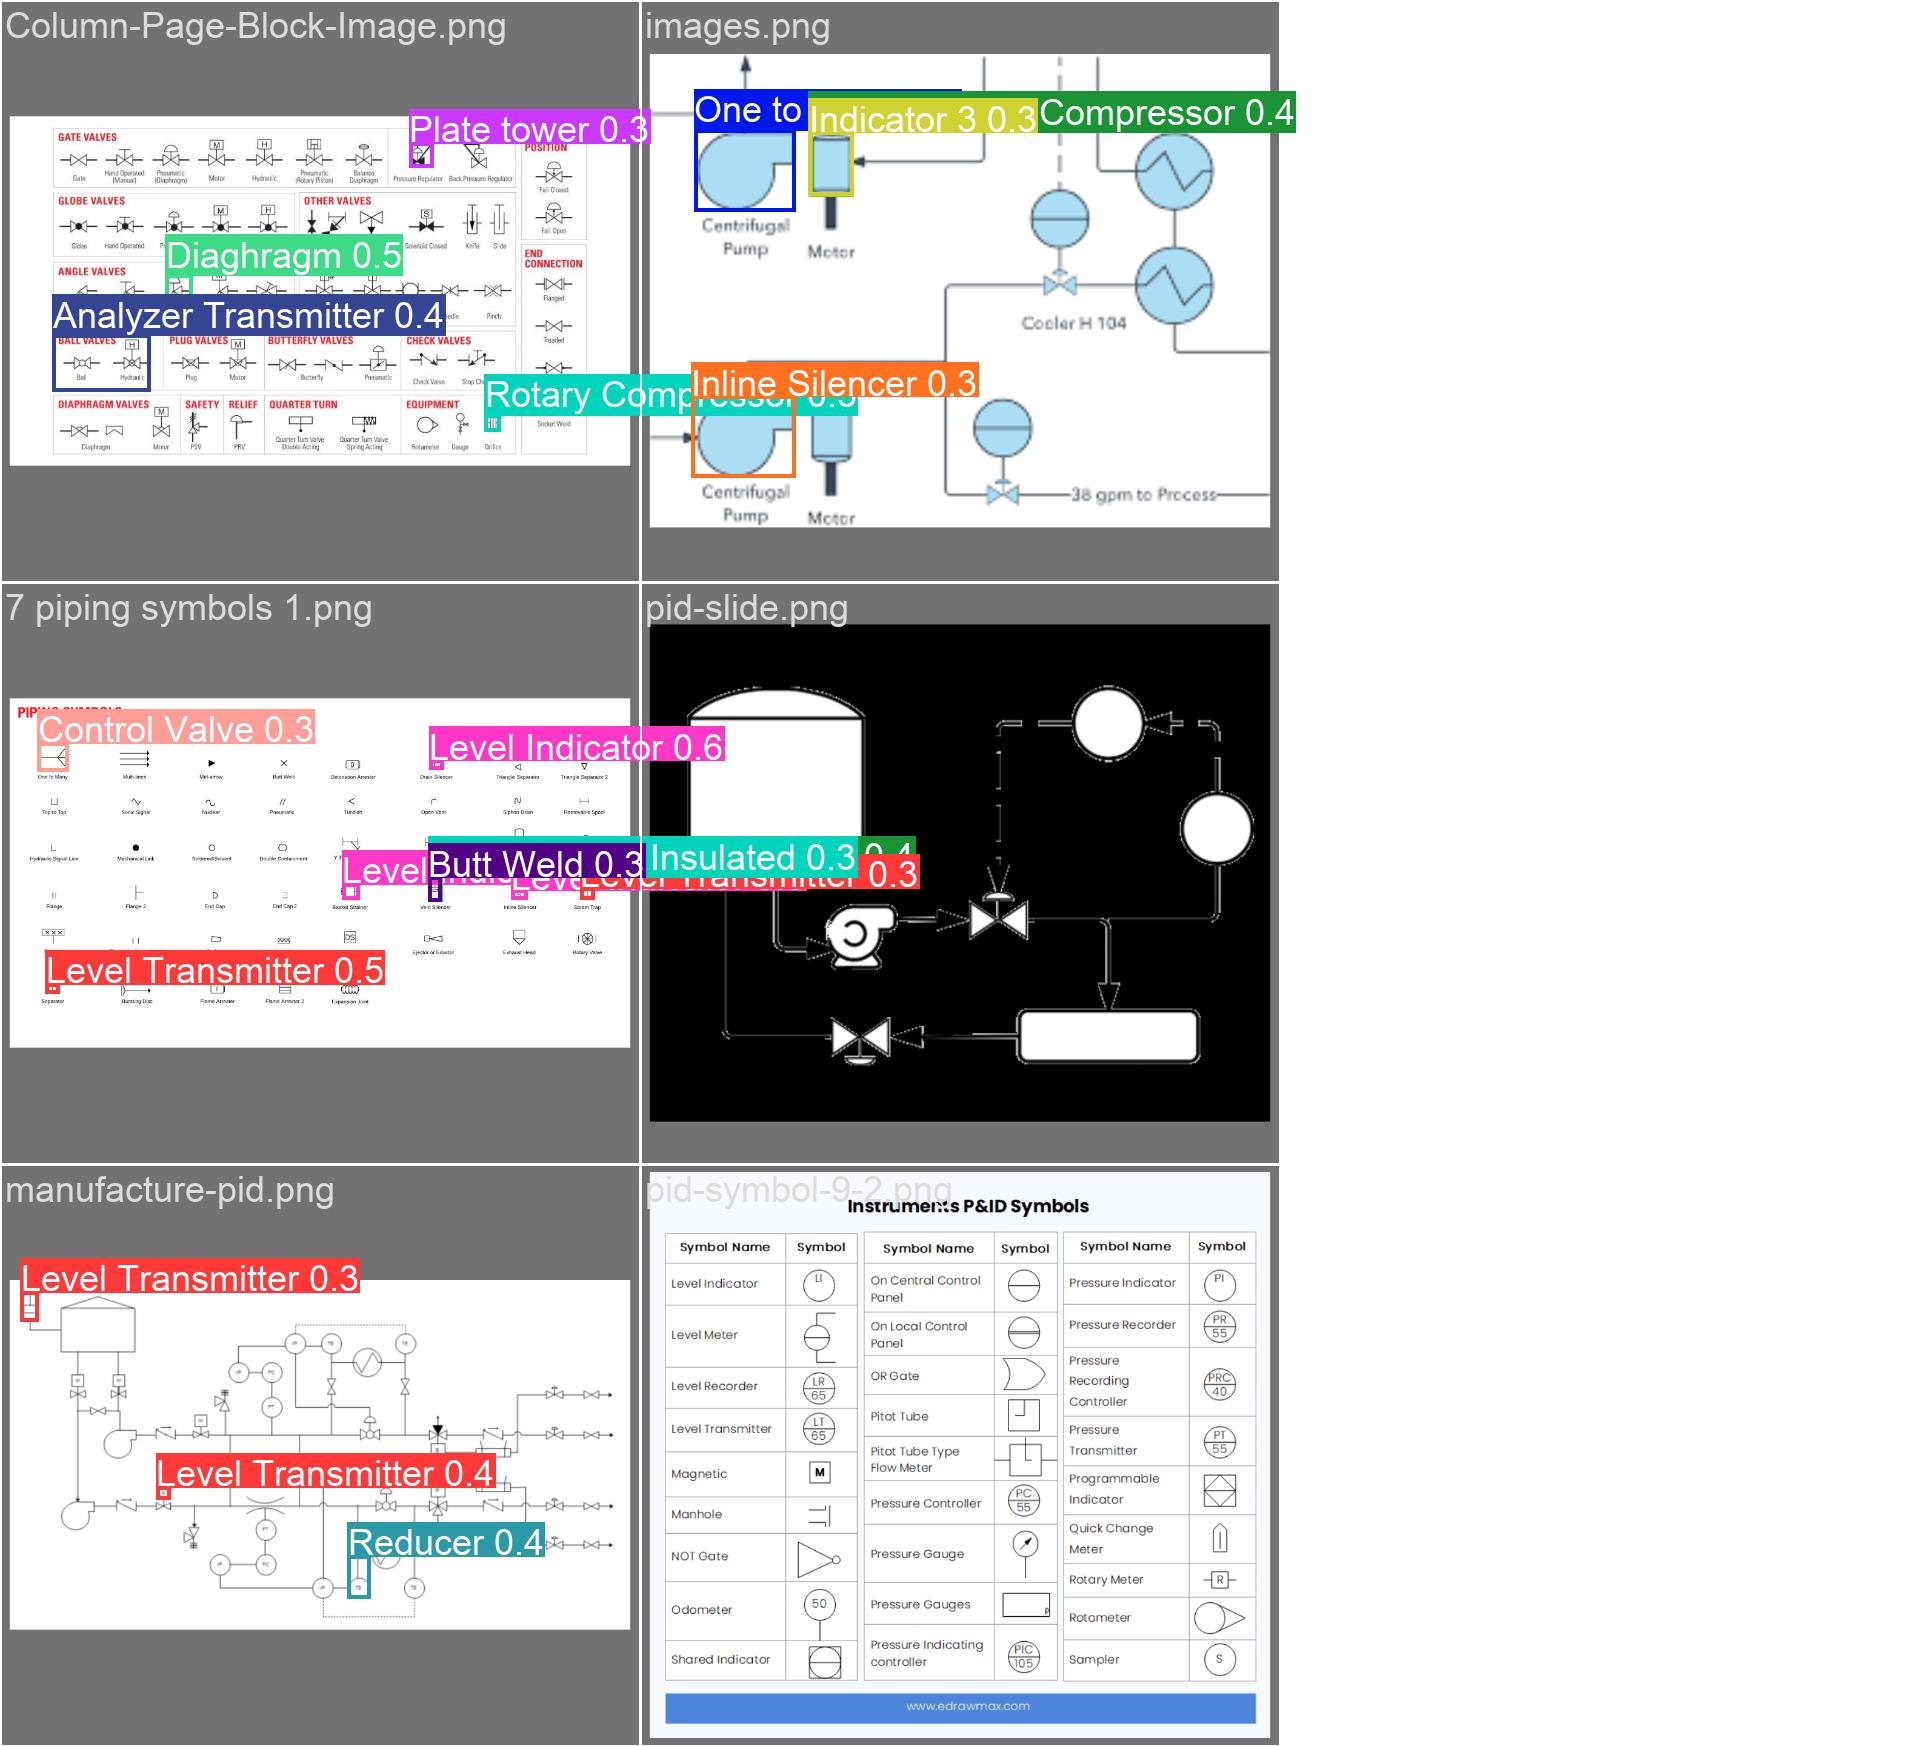 Column-Page-Block-Image.png
Plate tower 0.3
GATE VALVES
M
H
H
Gate
Hand Operated
(Manual)
Pneumatic
(Diaphragm)
Motor
Hydraulic
Pneumatic
(Rotary Piston)
Balance
Diaphragm
Pressure Regulator
Back Pressure Regulator
POSITION
Fail Closed
Fail Open
GLOBE VALVES
M
H
Globe
Hand Operated
OTHER VALVES
S
Solenoid Closed
Knife
Side
Diaghragm 0.5
ANGLE VALVES
Pinch
END
CONNECTION
Flanged
Treaded
Socket Weld
Analyzer Transmitter 0.4
BALL VALVES
H
Ball
Hydraulic
PLUG VALVES
M
Plug
Motor
BUTTERFLY VALVES
Butterfly
Pneumatic
CHECK VALVES
Check Valve
Rotary Compressor 0.5
DIAPHRAGM VALVES
M
Diaphragm
Motor
SAFETY
PSV
RELIEF
PRV
QUARTER TURN
Quarter Turn Valve
Double Acting
Quarter Turn Valve
Spring Acting
EQUIPMENT
Rotameter
Gauge
Orifice
images.png
One to
Indicator 3 0.3
Compressor 0.4
Centrifugal
Pump
Motor
Cooler H 104
Inline Silencer 0.3
Centrifugal
Pump
Motor
38 gpm to Process
7 piping symbols 1.png
Control Valve 0.3
Level Indicator 0.6
One to Many
Multi-lines
Mini-arrow
Butt Weld
D
Detonation Arrester
Drain Silencer
Triangle Separator
Triangle Separator 2
Top to Top
Sonic Signal
Nuclear
Pneumatic
Tundish
Open Vent
Siphon Drain
Removable Spool
Hydraulic Signal Line
Mechanical Link
Soldered/Solvent
Double Containment
Level
Butt Weld 0.3
Insulated 0.3
0.4
Level Transmitter 0.3
Flange
Flange 2
End Cap
End Cap 2
Basket Strainer
Vent Silencer
Inline Silencer
Steam Trap
DS
Ejector or Eductor
Exhaust Head
Rotary Valve
Level Transmitter 0.5
Separator
Bursting Disc
Flame Arrester
Flame Arrester 2
Expansion Joint
pid-slide.png
manufacture-pid.png
Level Transmitter 0.3
Level Transmitter 0.4
Reducer 0.4
TE
TE
PC
PT
PT
PC
TE
TE
pid-symbol-9-2.png
Instruments P&ID Symbols
Symbol Name
Symbol
Level Indicator
LI
Level Meter
Level Recorder
LR
65
Level Transmitter
LT
65
Magnetic
M
Manhole
NOT Gate
Odometer
50
Shared Indicator
Symbol Name
Symbol
On Central Control
Panel
On Local Control
Panel
OR Gate
Pitot Tube
Pitot Tube Type
Flow Meter
Pressure Controller
PC
55
Pressure Gauge
Pressure Gauges
P
Pressure Indicating
controller
PIC
105
Symbol Name
Symbol
Pressure Indicator
PI
Pressure Recorder
PR
55
Pressure
Recording
Controller
PRC
40
Pressure
Transmitter
PT
55
Programmable
Indicator
Quick Change
Meter
Rotary Meter
R
Rotometer
Sampler
S
www.edrawmax.com